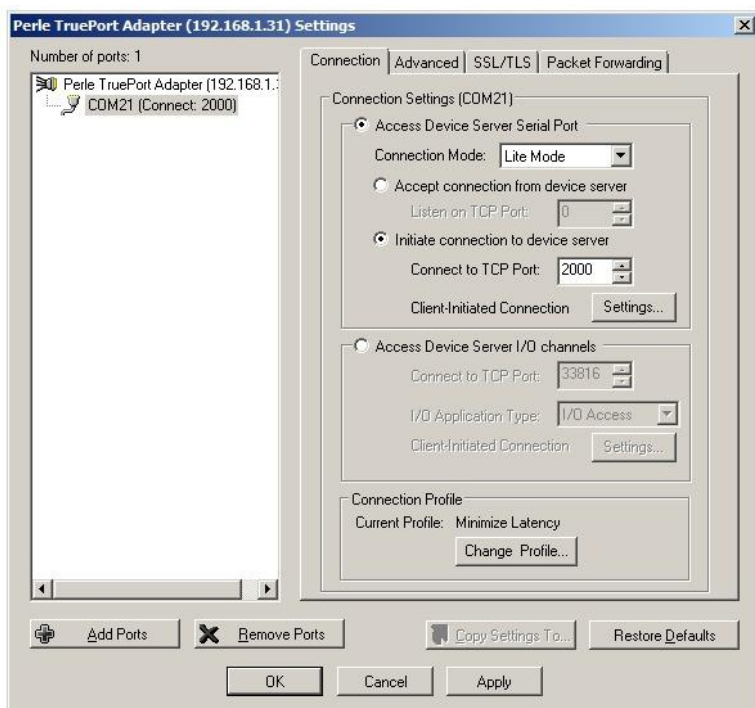 Perle TruePort Adapter (192.168.1.31) Settings
Number of ports: 1
Perle TruePort Adapter (192.168.1.
COM21 (Connect: 2000)
Connection Advanced SSL/TLS Packet Forwarding
Connection Settings (COM21)
Access Device Server Serial Port
Connection Mode: Lite Mode
Accept connection from device server
Listen on TCP Port: 0
Initiate connection to device server
Connect to TCP Port: 2000
Client-Initiated Connection Settings...
Access Device Server I/O channels
Connect to TCP Port: 33816
I/O Application Type: I/O Access
Client-Initiated Connection Settings...
Connection Profile
Current Profile: Minimize Latency
Change Profile...
Add Ports Remove Ports Copy Settings To... Restore Defaults
OK Cancel Apply